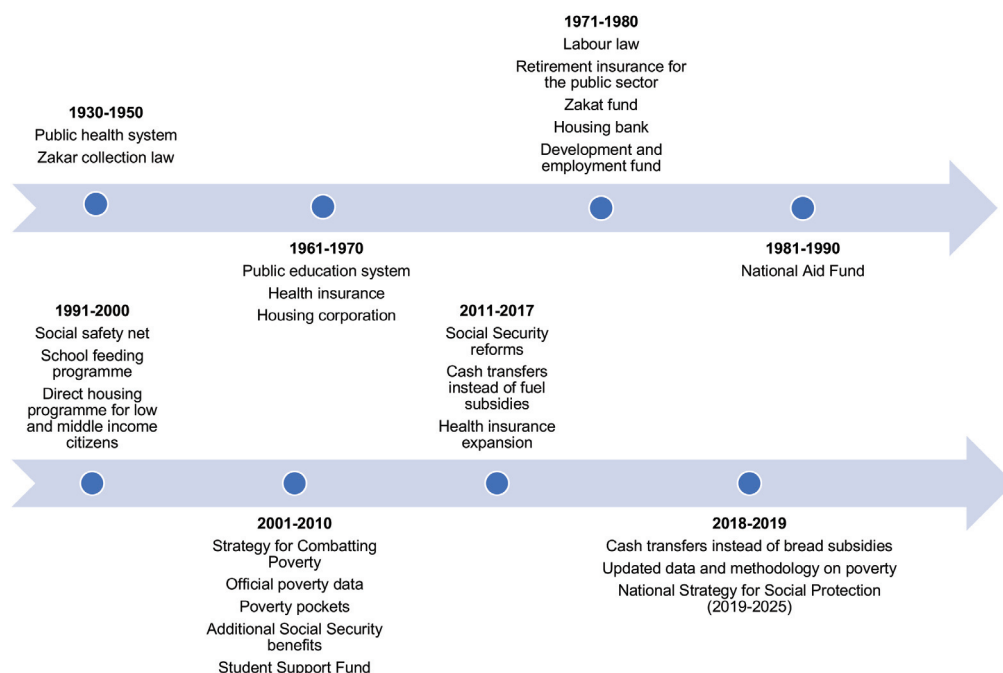 1930-1950
Public health system
Zakar collection law
1961-1970
Public education system
Health insurance
Housing corporation
1971-1980
Labour law
Retirement insurance for
the public sector
Zakat fund
Housing bank
Development and
employment fund
1981-1990
National Aid Fund
1991-2000
Social safety net
School feeding
programme
Direct housing
programme for low
and middle income
citizens
2001-2010
Strategy for Combatting
Poverty
Official poverty data
Poverty pockets
Additional Social Security
benefits
Student Support Fund
2011-2017
Social Security
reforms
Cash transfers
instead of fuel
subsidies
Health insurance
expansion
2018-2019
Cash transfers instead of bread subsidies
Updated data and methodology on poverty
National Strategy for Social Protection
(2019-2025)